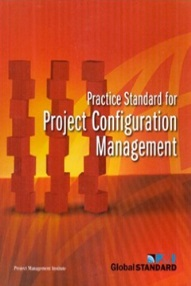 Practice Standard for
Project Configuration
Management
Project Management Institute
Global STANDARD